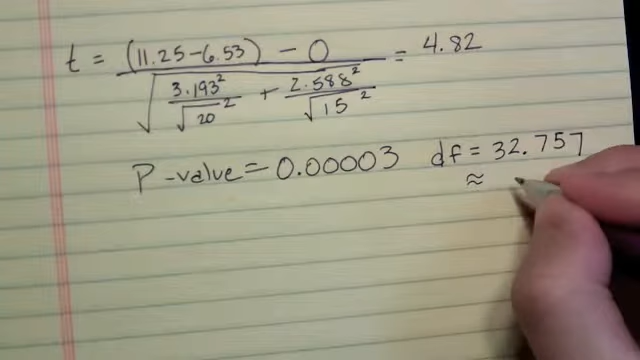 t = (11.25-6.53) - 0 / √(3.193²/√20² + 2.588²/√15²) = 4.82
P-value = 0.00003 df = 32.757
≈